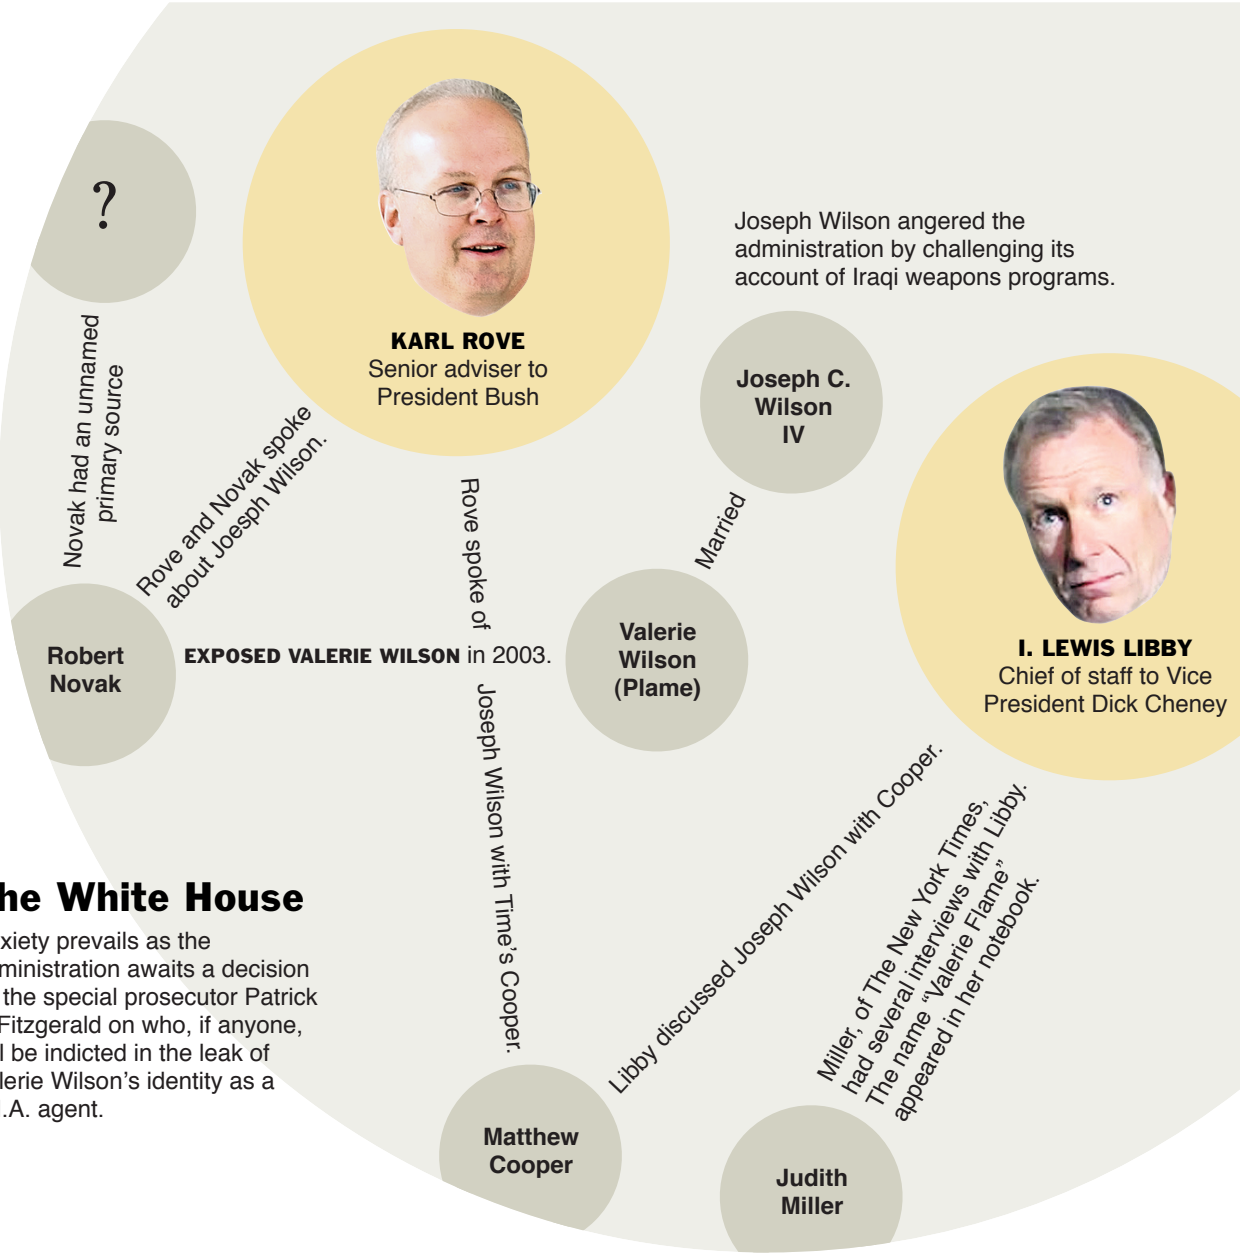 ?
KARL ROVE
Senior adviser to
President Bush
Joseph Wilson angered the
administration by challenging its
account of Iraqi weapons programs.
Novak had an unnamed
primary source
Rove and Novak spoke
about Joesph Wilson.
Joseph C.
Wilson
IV
Married
Rove spoke of
Joseph Wilson with Time's Cooper.
Robert
Novak
EXPOSED VALERIE WILSON in 2003.
Valerie
Wilson
(Plame)
I. LEWIS LIBBY
Chief of staff to Vice
President Dick Cheney
Libby discussed Joseph Wilson with Cooper.
Miller, of The New York Times,
had several interviews with Libby.
The name “Valerie Flame”
appeared in her notebook.
he White House
xiety prevails as the
ministration awaits a decision
the special prosecutor Patrick
Fitzgerald on who, if anyone,
l be indicted in the leak of
lerie Wilson's identity as a
.A. agent.
Matthew
Cooper
Judith
Miller